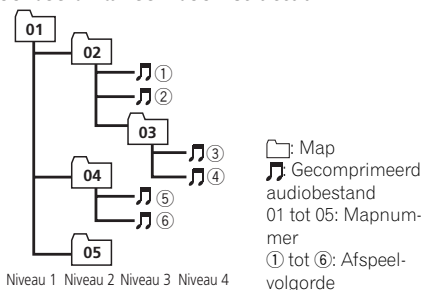 01
02
①
②
03
③
④
04
⑤
⑥
05
Niveau 1 Niveau 2 Niveau 3 Niveau 4
: Map
: Gecomprimeerd
audiobestand
01 tot 05: Mapnum-
mer
① tot ⑥: Afspeel-
volgorde